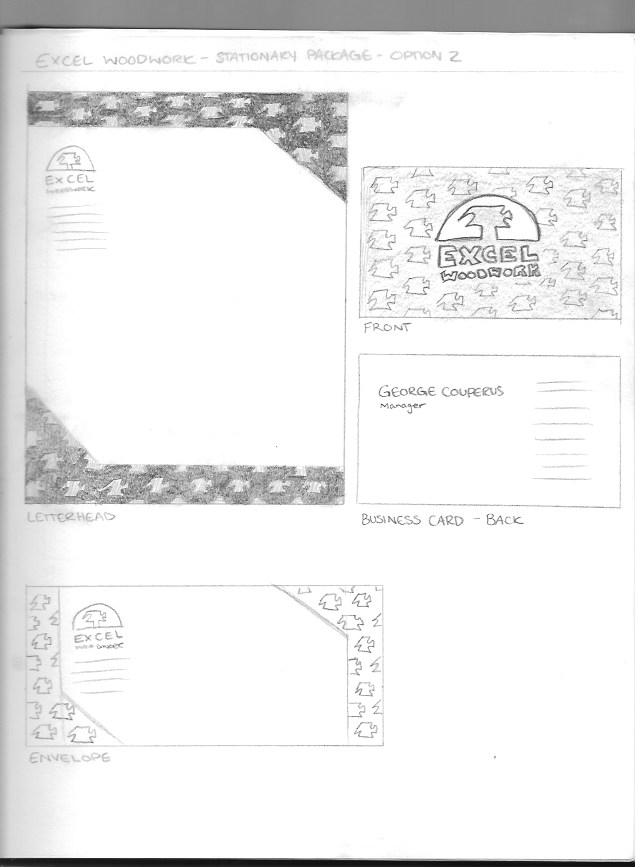 EXCEL WOODWORK - STATIONARY PACKAGE - OPTION 2
EXCEL
WOODWORK
LETTERHEAD
EXCEL
WOODWORK
FRONT
GEORGE COUPERUS
Manager
BUSINESS CARD - BACK
EXCEL
WOODWORK
ENVELOPE